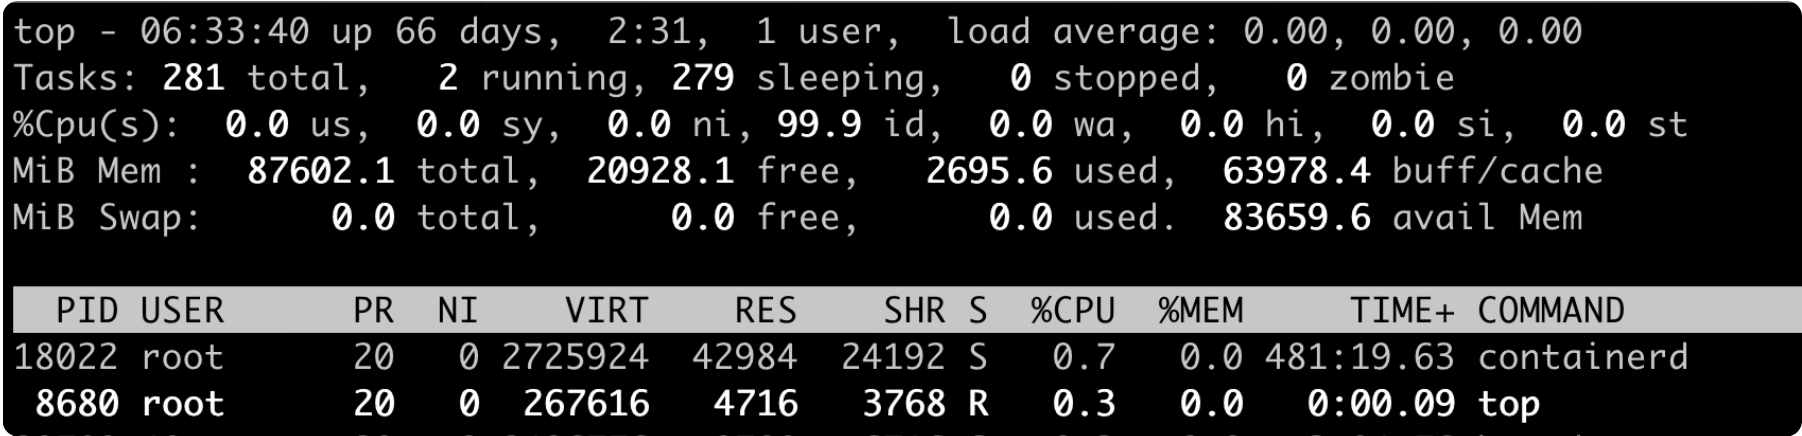 top - 06:33:40 up 66 days,  2:31,  1 user,  load average: 0.00, 0.00, 0.00
Tasks: 281 total,   2 running, 279 sleeping,   0 stopped,   0 zombie
%Cpu(s):  0.0 us,  0.0 sy,  0.0 ni, 99.9 id,  0.0 wa,  0.0 hi,  0.0 si,  0.0 st
MiB Mem :  87602.1 total,  20928.1 free,   2695.6 used,  63978.4 buff/cache
MiB Swap:      0.0 total,      0.0 free,      0.0 used.  83659.6 avail Mem
  PID USER      PR  NI    VIRT    RES    SHR S  %CPU  %MEM     TIME+ COMMAND
18022 root      20   0 2725924  42984  24192 S   0.7   0.0 481:19.63 containerd
 8680 root      20   0  267616   4716   3768 R   0.3   0.0   0:00.09 top